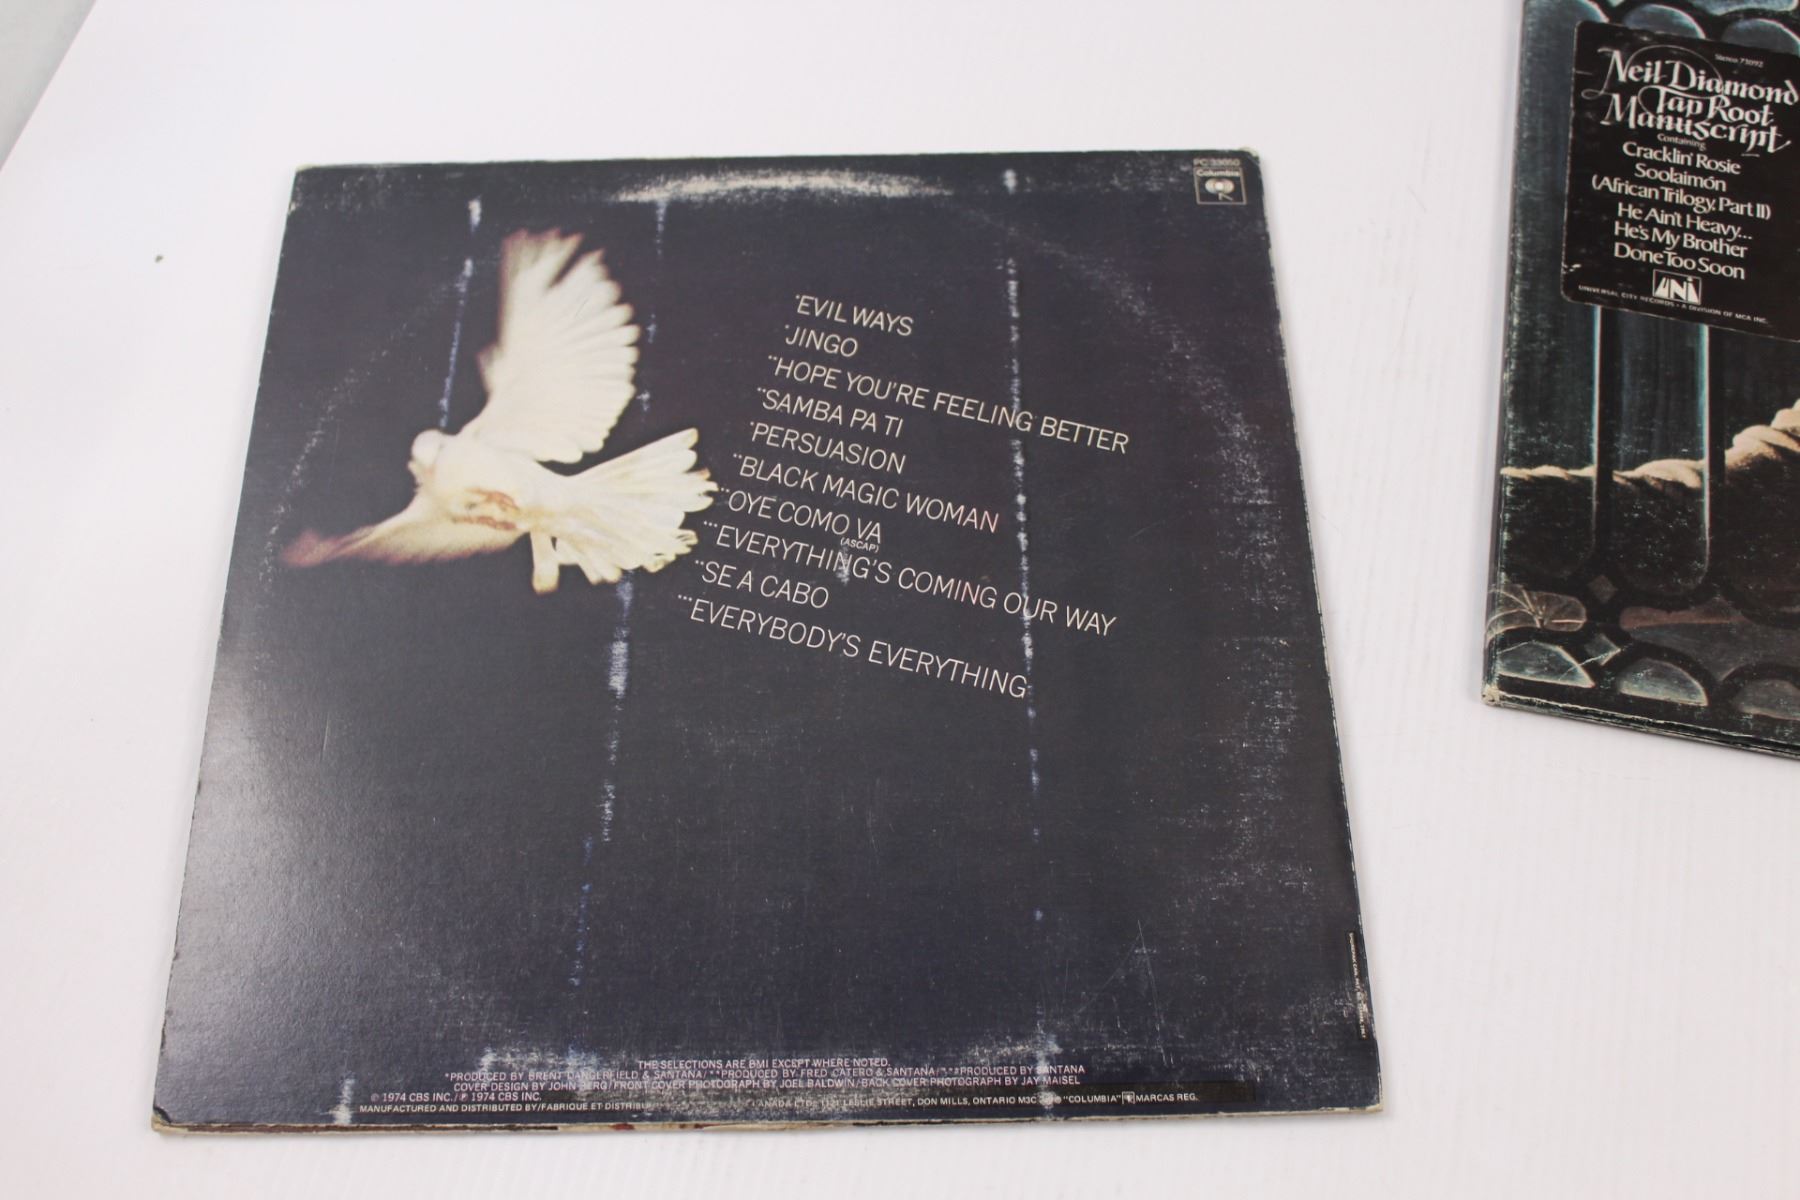 PC 33050
Columbia
*EVIL WAYS
*JINGO
**HOPE YOU'RE FEELING BETTER
**SAMBA PA TI
*PERSUASION
**BLACK MAGIC WOMAN
**OYE COMO VA
(ASCAP)
***EVERYTHING'S COMING OUR WAY
**SE A CABO
***EVERYBODY'S EVERYTHING
THE SELECTIONS ARE BMI EXCEPT WHERE NOTED.
*PRODUCED BY BRENT DANGERFIELD & SANTANA/**PRODUCED BY FRED CATERO & SANTANA/***PRODUCED BY SANTANA
COVER DESIGN BY JOHN BERG/FRONT COVER PHOTOGRAPH BY JOEL BALDWIN/BACK COVER PHOTOGRAPH BY JAY MAISEL
© 1974 CBS INC./℗ 1974 CBS INC.
MANUFACTURED AND DISTRIBUTED BY/FABRIQUE ET CANADA LTD. 1121 LESLIE STREET, DON MILLS, ONTARIO M3C "COLUMBIA" MARCAS REG.
Stereo 73092
Neil Diamond
Tap Root
Manuscript
Containing
Cracklin' Rosie
Soolaimón
(African Trilogy, Part II)
He Ain't Heavy...
He's My Brother
Done Too Soon
UNI
UNIVERSAL CITY RECORDS • A DIVISION OF MCA INC.